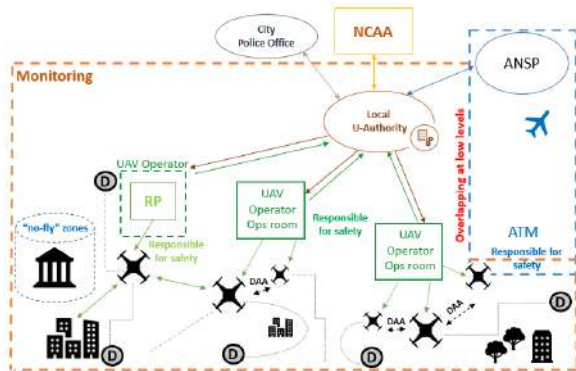 City
Police Office
NCAA
ANSP
Monitoring
Local
U-Authority
P
UAV Operator
D
RP
UAV
Operator
Ops room
Responsible
for safety
UAV
Operator
Ops room
Overlapping at low levels
ATM
Responsible for
safety
"no-fly" zones
Responsible
for safety
DAA
DAA
DAA
D
D
D
D